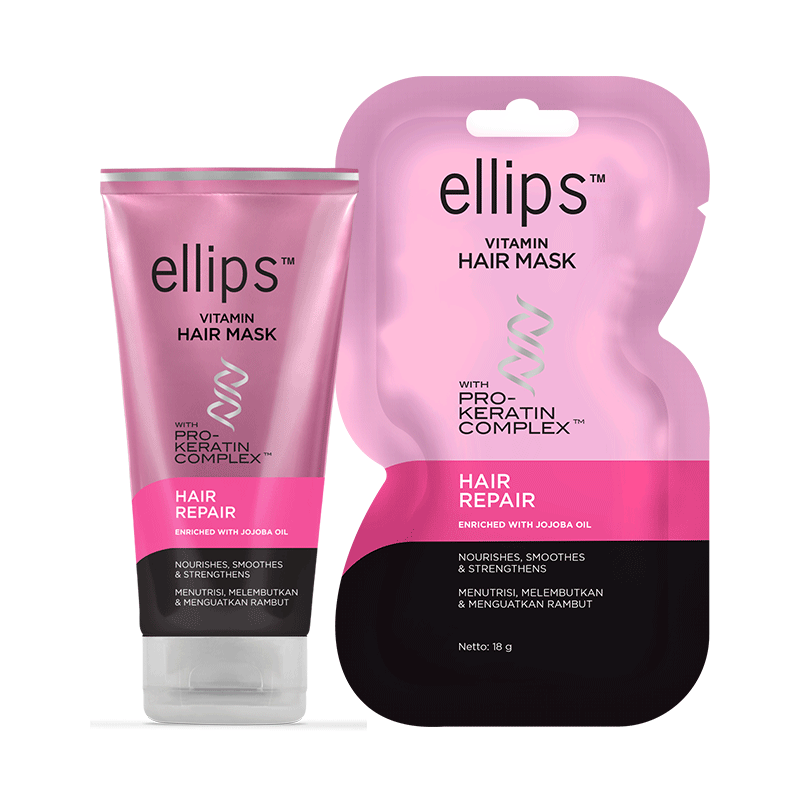 ellips™
VITAMIN
HAIR MASK
WITH
PRO-
KERATIN
COMPLEX™
HAIR
REPAIR
ENRICHED WITH JOJOBA OIL
NOURISHES, SMOOTHES
& STRENGTHENS
MENUTRISI, MELEMBUTKAN
& MENGUATKAN RAMBUT
ellips™
VITAMIN
HAIR MASK
WITH
PRO-
KERATIN
COMPLEX™
HAIR
REPAIR
ENRICHED WITH JOJOBA OIL
NOURISHES, SMOOTHES
& STRENGTHENS
MENUTRISI, MELEMBUTKAN
& MENGUATKAN RAMBUT
Netto: 18 g